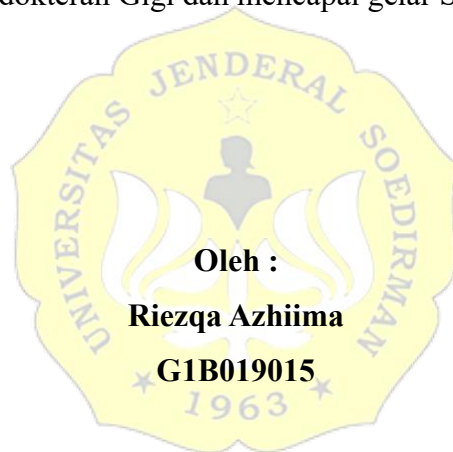 dokteran Gigi dan mencapai gelar S
UNIVERSITAS JENDERAL SOEDIRMAN
Oleh :
Riezqa Azhiima
G1B019015
1963